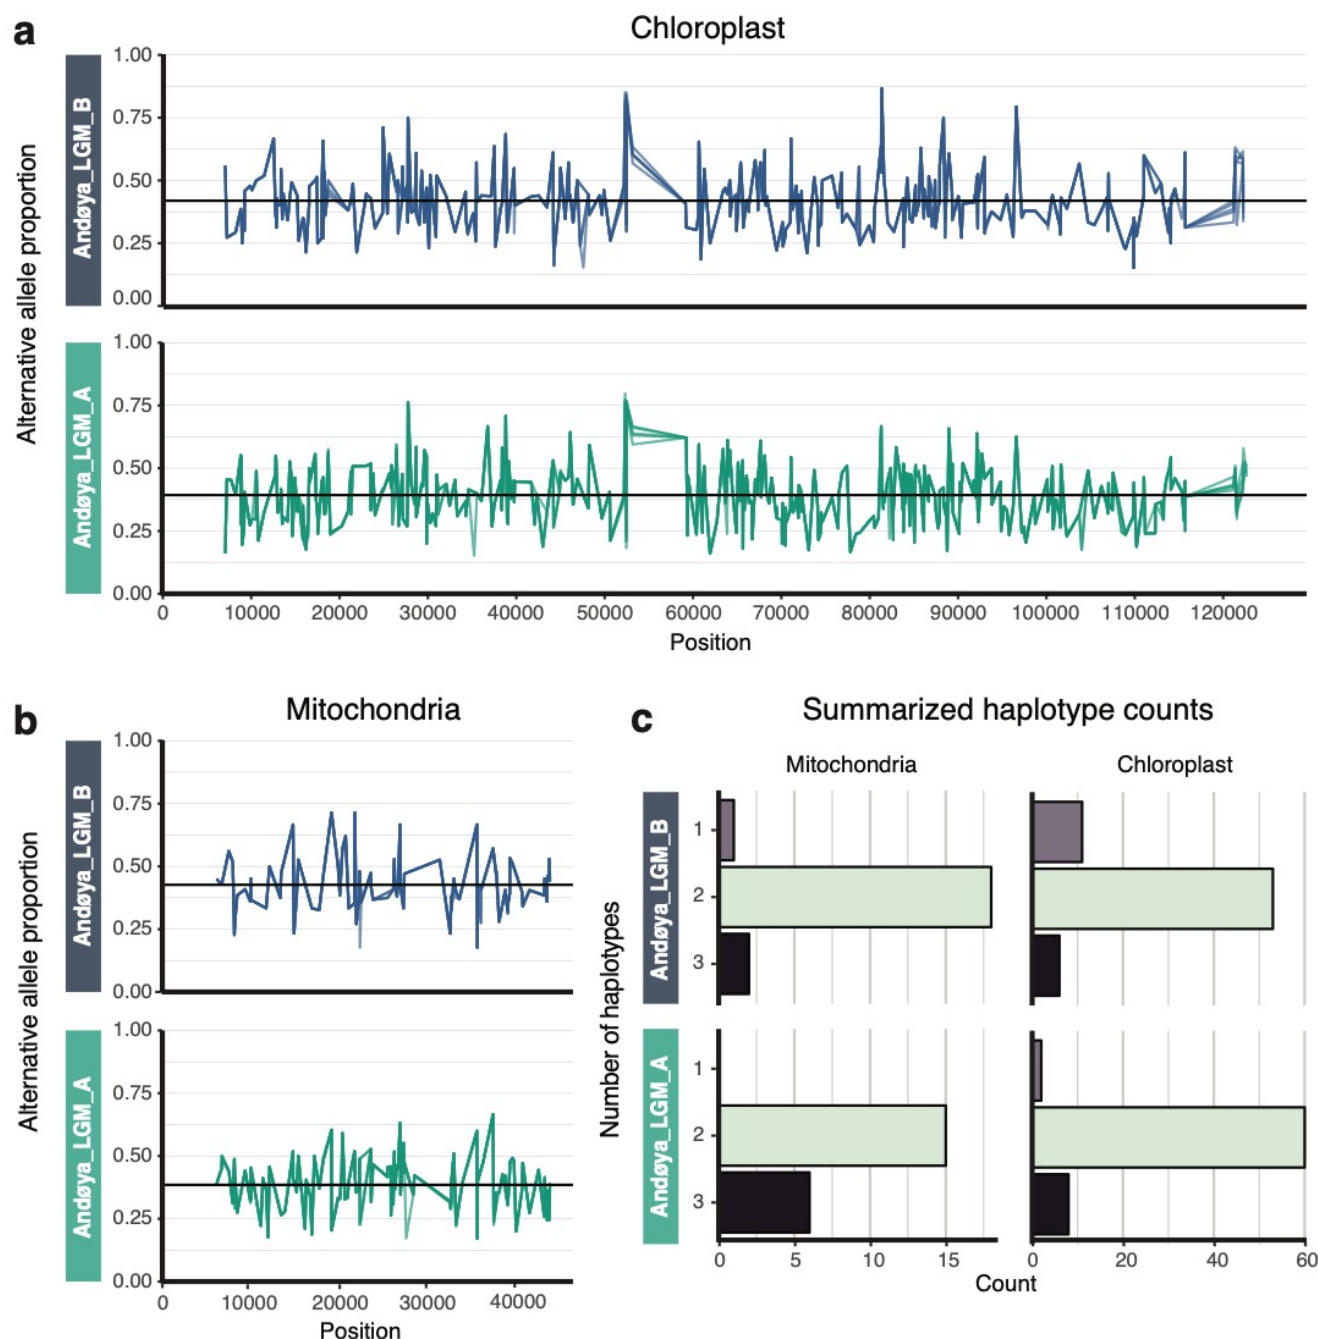 a
Chloroplast
Alternative allele proportion
Andøya_LGM_B
1.00
0.75
0.50
0.25
0.00
Andøya_LGM_A
1.00
0.75
0.50
0.25
0.00
0 10000 20000 30000 40000 50000 60000 70000 80000 90000 100000 110000 120000
Position
b
Mitochondria
Alternative allele proportion
Andøya_LGM_B
1.00
0.75
0.50
0.25
0.00
Andøya_LGM_A
1.00
0.75
0.50
0.25
0.00
0 10000 20000 30000 40000
Position
c
Summarized haplotype counts
Mitochondria Chloroplast
Number of haplotypes
Andøya_LGM_B
1
2
3
Andøya_LGM_A
1
2
3
0 5 10 15 0 20 40 60
Count